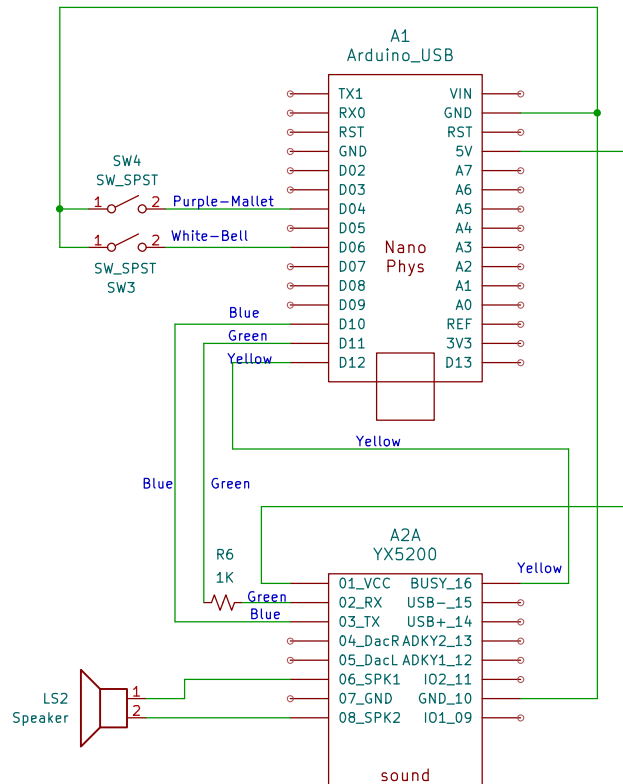 A1
Arduino_USB
TX1 VIN
RX0 GND
RST RST
GND 5V
D02 A7
D03 A6
D04 A5
D05 A4
D06 A3
D07 A2
D08 A1
D09 A0
D10 REF
D11 3V3
D12 D13
Nano
Phys
SW4
SW_SPST
1 2 Purple-Mallet
1 2 White-Bell
SW_SPST
SW3
Blue
Green
Yellow
Yellow
Blue
Green
A2A
YX5200
R6
1K
Yellow
Green
Blue
01_VCC BUSY_16
02_RX USB-_15
03_TX USB+_14
04_DacR ADKY2_13
05_DacL ADKY1_12
06_SPK1 IO2_11
07_GND GND_10
08_SPK2 IO1_09
LS2 1
Speaker 2
sound